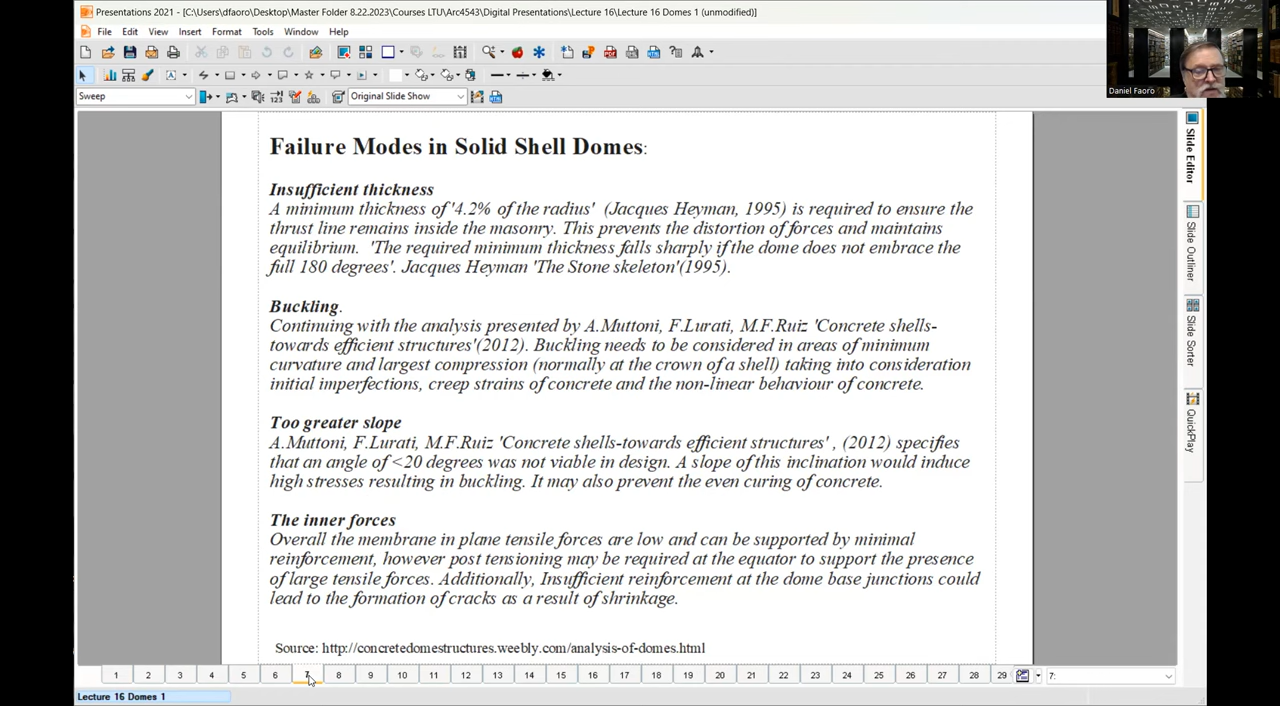 Presentations 2021 - [C:\Users\dfaoro\Desktop\Master Folder 8.22.2023\Courses LTU\Arc4543\Digital Presentations\Lecture 16\Lecture 16 Domes 1 (unmodified)]
File Edit View Insert Format Tools Window Help
Sweep
Original Slide Show
Daniel Faoro
Failure Modes in Solid Shell Domes:
Insufficient thickness
A minimum thickness of '4.2% of the radius' (Jacques Heyman, 1995) is required to ensure the
thrust line remains inside the masonry. This prevents the distortion of forces and maintains
equilibrium. 'The required minimum thickness falls sharply if the dome does not embrace the
full 180 degrees'. Jacques Heyman 'The Stone skeleton'(1995).
Buckling.
Continuing with the analysis presented by A.Muttoni, F.Lurati, M.F.Ruiz 'Concrete shells-
towards efficient structures'(2012). Buckling needs to be considered in areas of minimum
curvature and largest compression (normally at the crown of a shell) taking into consideration
initial imperfections, creep strains of concrete and the non-linear behaviour of concrete.
Too greater slope
A.Muttoni, F.Lurati, M.F.Ruiz 'Concrete shells-towards efficient structures' , (2012) specifies
that an angle of <20 degrees was not viable in design. A slope of this inclination would induce
high stresses resulting in buckling. It may also prevent the even curing of concrete.
The inner forces
Overall the membrane in plane tensile forces are low and can be supported by minimal
reinforcement, however post tensioning may be required at the equator to support the presence
of large tensile forces. Additionally, Insufficient reinforcement at the dome base junctions could
lead to the formation of cracks as a result of shrinkage.
Source: http://concretedomestructures.weebly.com/analysis-of-domes.html
Slide Editor
Slide Outliner
Slide Sorter
QuickPlay
1 2 3 4 5 6 7 8 9 10 11 12 13 14 15 16 17 18 19 20 21 22 23 24 25 26 27 28 29 7:
Lecture 16 Domes 1